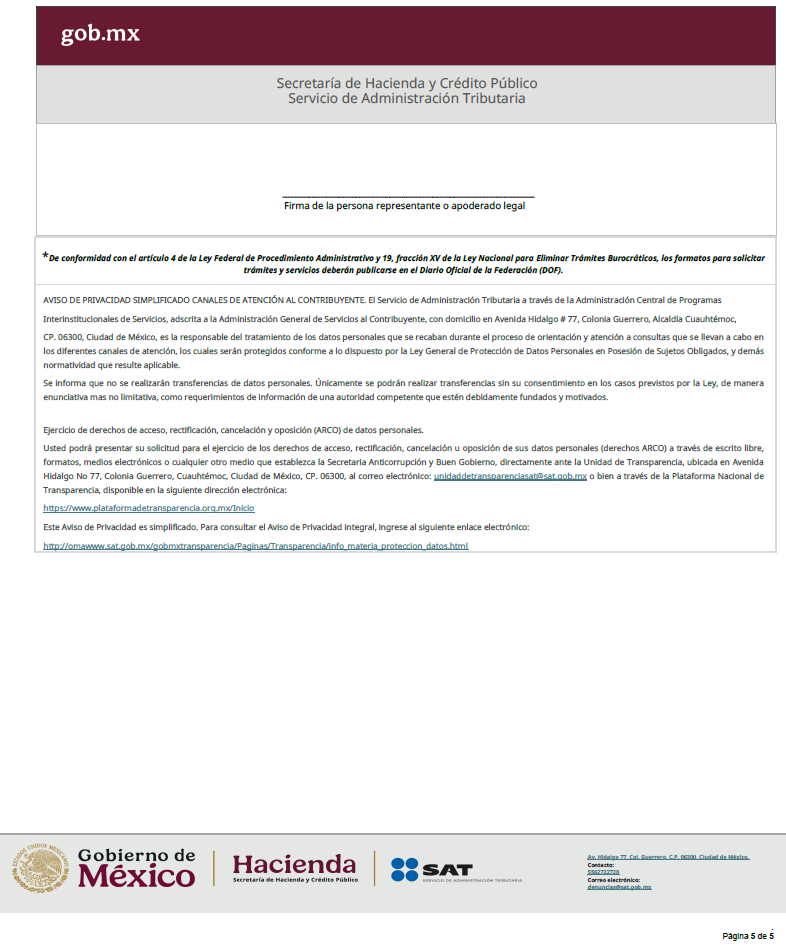 gob.mx
Secretaría de Hacienda y Crédito Público
Servicio de Administración Tributaria
Firma de la persona representante o apoderado legal
*De conformidad con el artículo 4 de la Ley Federal de Procedimiento Administrativo y 19, fracción XV de la Ley Nacional para Eliminar Trámites Burocráticos, los formatos para solicitar
trámites y servicios deberán publicarse en el Diario Oficial de la Federación (DOF).
AVISO DE PRIVACIDAD SIMPLIFICADO CANALES DE ATENCIÓN AL CONTRIBUYENTE. El Servicio de Administración Tributaria a través de la Administración Central de Programas
Interinstitucionales de Servicios, adscrita a la Administración General de Servicios al Contribuyente, con domicilio en Avenida Hidalgo # 77, Colonia Guerrero, Alcaldía Cuauhtémoc,
CP. 06300, Ciudad de México, es la responsable del tratamiento de los datos personales que se recaban durante el proceso de orientación y atención a consultas que se llevan a cabo en
los diferentes canales de atención, los cuales serán protegidos conforme a lo dispuesto por la Ley General de Protección de Datos Personales en Posesión de Sujetos Obligados, y demás
normatividad que resulte aplicable.
Se informa que no se realizarán transferencias de datos personales. Únicamente se podrán realizar transferencias sin su consentimiento en los casos previstos por la Ley, de manera
enunciativa mas no limitativa, como requerimientos de información de una autoridad competente que estén debidamente fundados y motivados.
Ejercicio de derechos de acceso, rectificación, cancelación y oposición (ARCO) de datos personales.
Usted podrá presentar su solicitud para el ejercicio de los derechos de acceso, rectificación, cancelación u oposición de sus datos personales (derechos ARCO) a través de escrito libre,
formatos, medios electrónicos o cualquier otro medio que establezca la Secretaria Anticorrupción y Buen Gobierno, directamente ante la Unidad de Transparencia, ubicada en Avenida
Hidalgo No 77, Colonia Guerrero, Cuauhtémoc, Ciudad de México, CP. 06300, al correo electrónico: unidaddetransparenciasat@sat.gob.mx o bien a través de la Plataforma Nacional de
Transparencia, disponible en la siguiente dirección electrónica:
https://www.plataformadetransparencia.org.mx/Inicio
Este Aviso de Privacidad es simplificado. Para consultar el Aviso de Privacidad integral, ingrese al siguiente enlace electrónico:
http://omawww.sat.gob.mx/gobmxtransparencia/Paginas/Transparencia/info_materia_proteccion_datos.html
ESTADOS UNIDOS MEXICANOS
Gobierno de
México
Hacienda
Secretaría de Hacienda y Crédito Público
SAT
SERVICIO DE ADMINISTRACIÓN TRIBUTARIA
Av. Hidalgo 77, Col. Guerrero, C.P. 06300, Ciudad de México.
Contacto:
5562722728
Correo electrónico:
denuncias@sat.gob.mx
Página 5 de 5